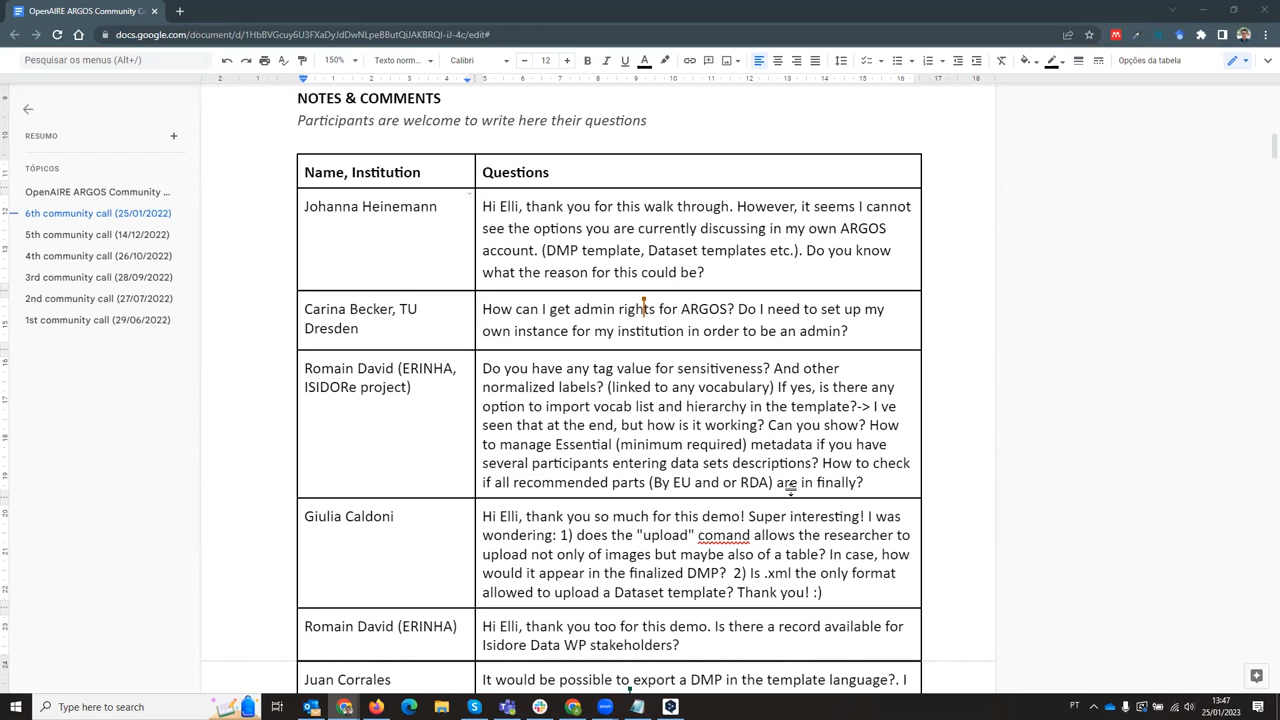 OpenAIRE ARGOS Community Ca
docs.google.com/document/d/1HbBVGcuy6U3FXaDyJdDwNLpeBButQiJAKBRQI-iJ-4c/edit#
Pesquise os menus (Alt+/)
150%
Texto norm...
Calibri
12
Opções da tabela
RESUMO
TÓPICOS
OpenAIRE ARGOS Community ...
6th community call (25/01/2022)
5th community call (14/12/2022)
4th community call (26/10/2022)
3rd community call (28/09/2022)
2nd community call (27/07/2022)
1st community call (29/06/2022)
NOTES & COMMENTS
Participants are welcome to write here their questions
Name, Institution
Questions
Johanna Heinemann
Hi Elli, thank you for this walk through. However, it seems I cannot
see the options you are currently discussing in my own ARGOS
account. (DMP template, Dataset templates etc.). Do you know
what the reason for this could be?
Carina Becker, TU
Dresden
How can I get admin rights for ARGOS? Do I need to set up my
own instance for my institution in order to be an admin?
Romain David (ERINHA,
ISIDORe project)
Do you have any tag value for sensitiveness? And other
normalized labels? (linked to any vocabulary) If yes, is there any
option to import vocab list and hierarchy in the template?-> I ve
seen that at the end, but how is it working? Can you show? How
to manage Essential (minimum required) metadata if you have
several participants entering data sets descriptions? How to check
if all recommended parts (By EU and or RDA) are in finally?
Giulia Caldoni
Hi Elli, thank you so much for this demo! Super interesting! I was
wondering: 1) does the "upload" comand allows the researcher to
upload not only of images but maybe also of a table? In case, how
would it appear in the finalized DMP? 2) Is .xml the only format
allowed to upload a Dataset template? Thank you! :)
Romain David (ERINHA)
Hi Elli, thank you too for this demo. Is there a record available for
Isidore Data WP stakeholders?
Juan Corrales
It would be possible to export a DMP in the template language?. I
Type here to search
PT
13:47
25/01/2023